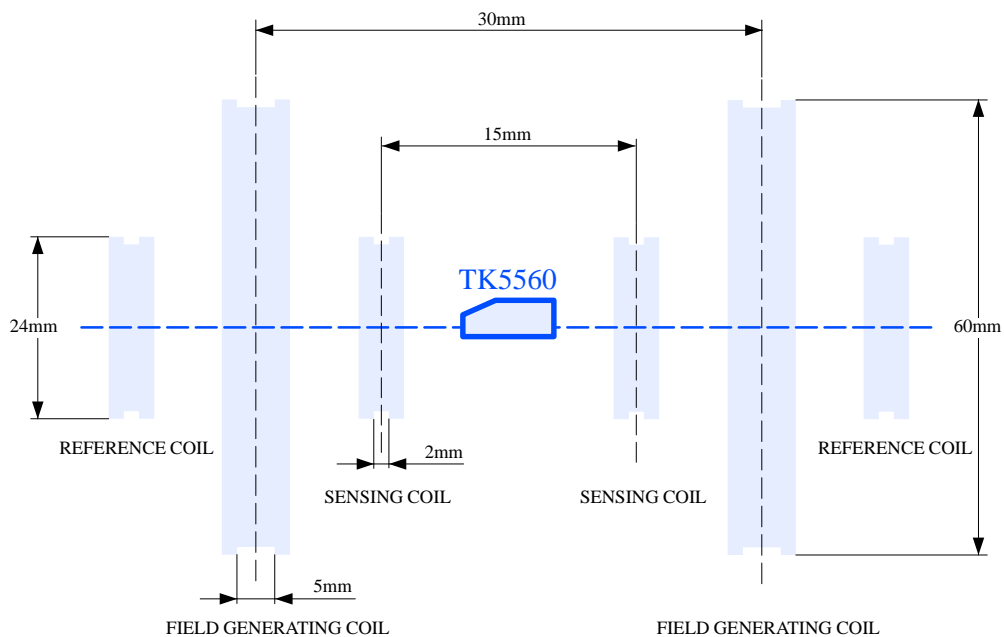 30mm
15mm
TK5560
24mm
60mm
REFERENCE COIL
REFERENCE COIL
2mm
SENSING COIL
SENSING COIL
5mm
FIELD GENERATING COIL
FIELD GENERATING COIL